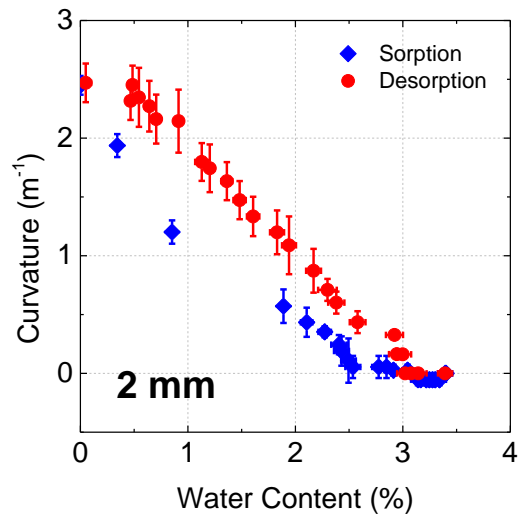 3
Sorption
Desorption
2
1
0
2 mm
0 1 2 3 4
Curvature (m⁻¹)
Water Content (%)